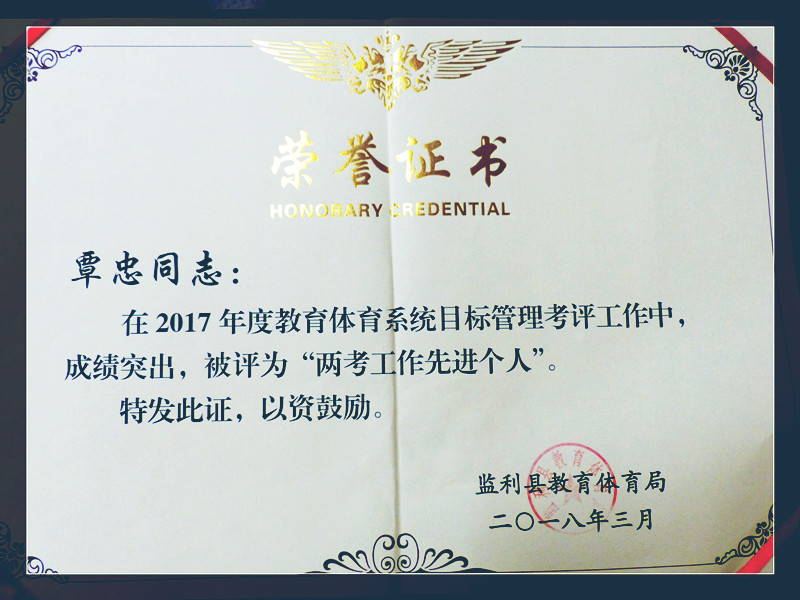 荣誉证书
HONORARY CREDENTIAL
覃忠同志：
在2017年度教育体育系统目标管理考评工作中，
成绩突出，被评为“两考工作先进个人”。
特发此证，以资鼓励。
监利县教育体育局
二〇一八年三月